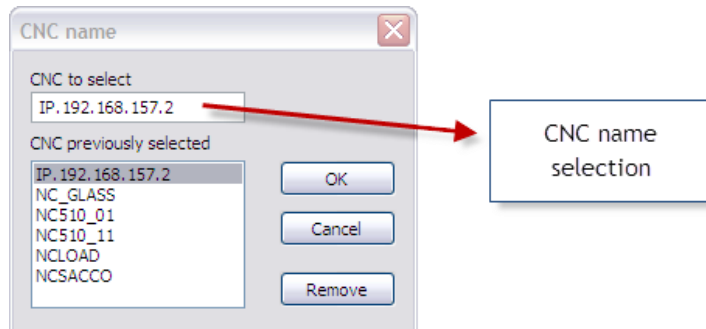 CNC name
CNC to select
IP.192.168.157.2
CNC previously selected
IP.192.168.157.2
NC_GLASS
NC510_01
NC510_11
NCLOAD
NCSACCO
OK
Cancel
Remove
CNC name
selection